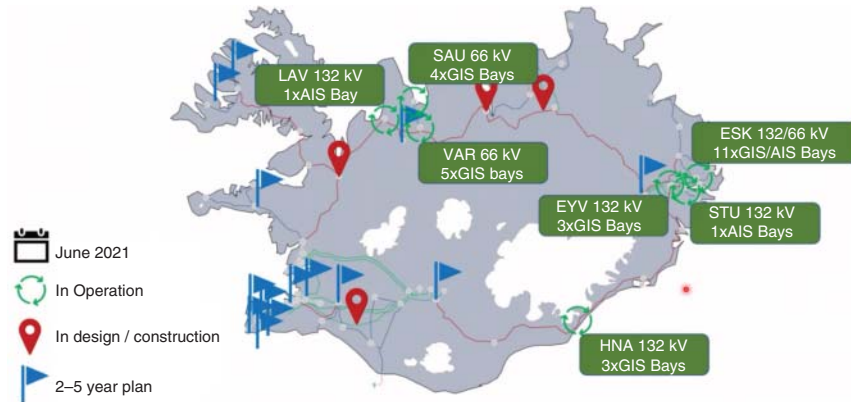 SAU 66 kV
4xGIS Bays
LAV 132 kV
1xAIS Bay
VAR 66 kV
5xGIS bays
ESK 132/66 kV
11xGIS/AIS Bays
EYV 132 kV
3xGIS Bays
STU 132 kV
1xAIS Bays
HNA 132 kV
3xGIS Bays
June 2021
In Operation
In design / construction
2–5 year plan